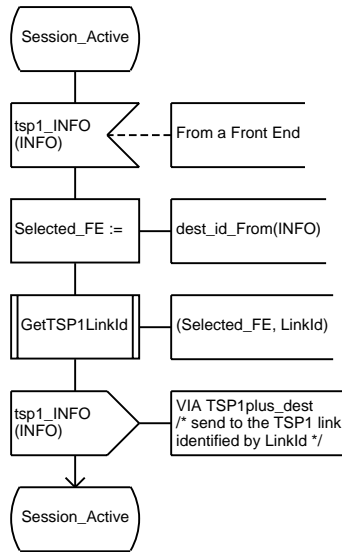 Session_Active
tsp1_INFO
(INFO)
From a Front End
Selected_FE :=
dest_id_From(INFO)
GetTSP1LinkId
(Selected_FE, LinkId)
tsp1_INFO
(INFO)
VIA TSP1plus_dest
/* send to the TSP1 link
identified by LinkId */
Session_Active